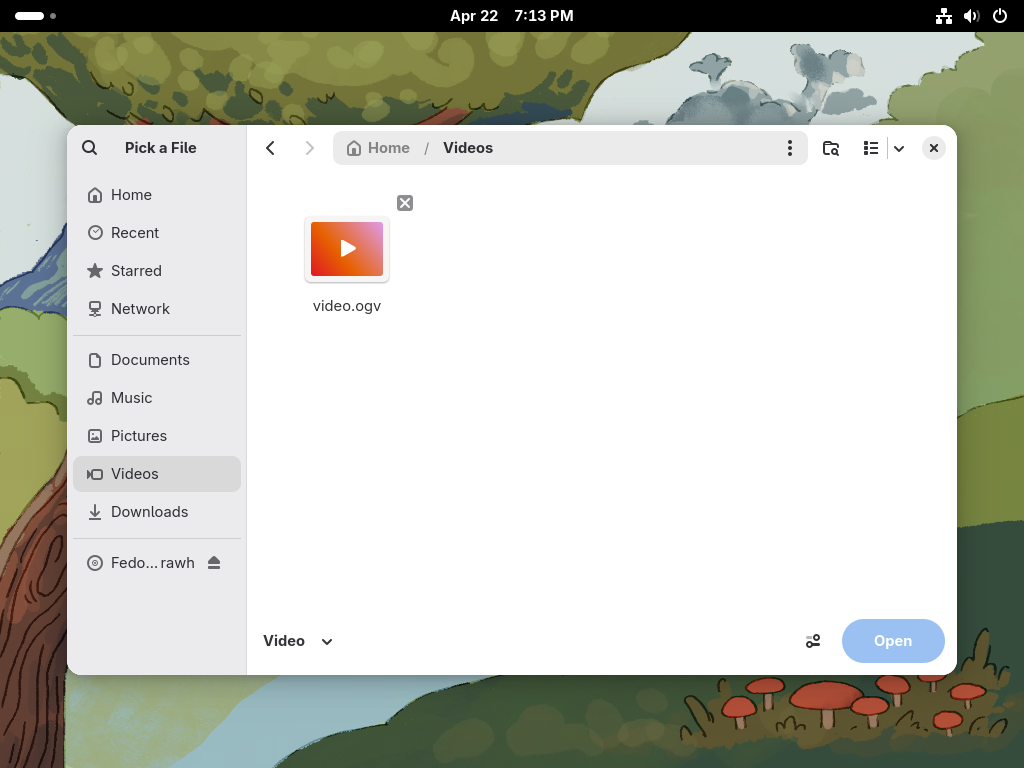 Apr 22 7:13 PM
Pick a File
Home / Videos
Home
Recent
Starred
Network
Documents
Music
Pictures
Videos
Downloads
Fedo…rawh
video.ogv
Video
Open